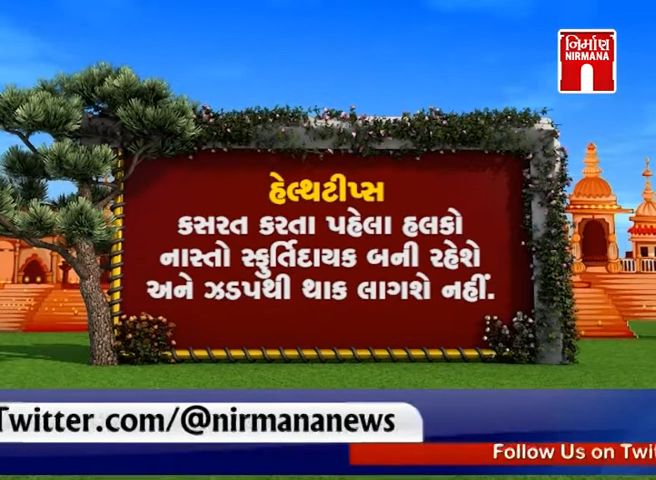 નિર્માણ
NIRMANA
હેલ્થટીપ્સ
કસરત કરતા પહેલા હલકો
નાસ્તો સ્ફુર્તિદાયક બની રહેશે
અને ઝડપથી થાક લાગશે નહીં.
Twitter.com/@nirmananews
Follow Us on